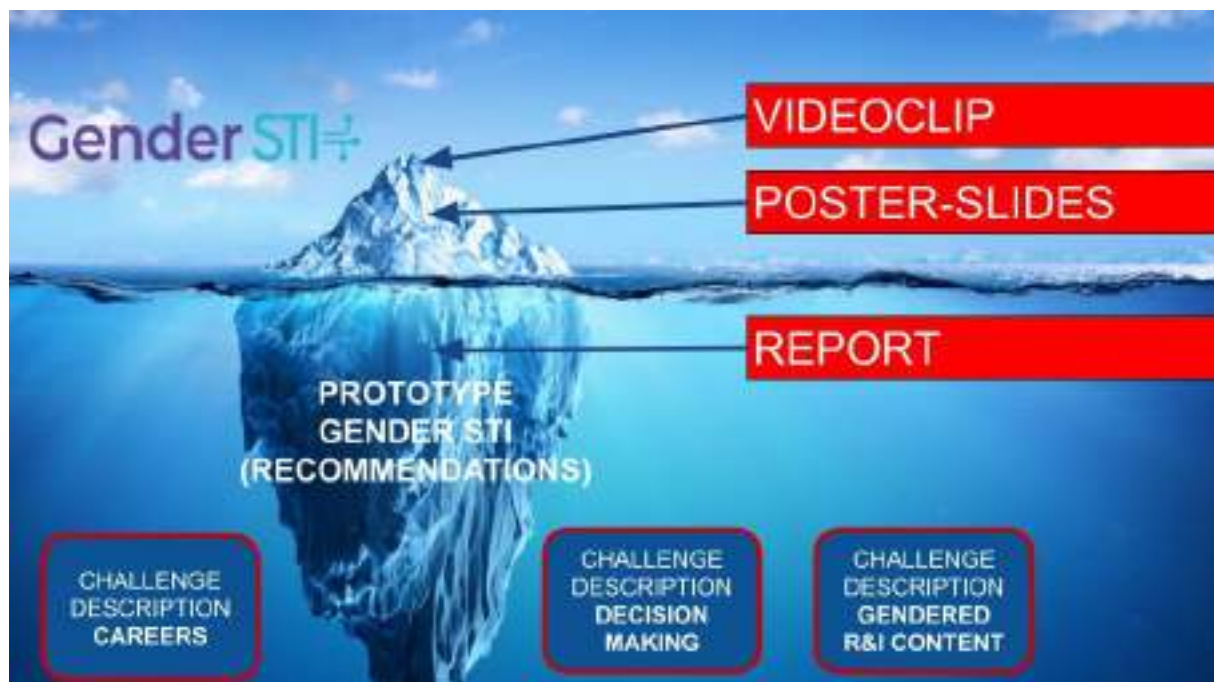 Gender STI
VIDEOCLIP
POSTER-SLIDES
REPORT
PROTOTYPE
GENDER STI
(RECOMMENDATIONS)
CHALLENGE
DESCRIPTION
CAREERS
CHALLENGE
DESCRIPTION
DECISION
MAKING
CHALLENGE
DESCRIPTION
GENDERED
R&I CONTENT